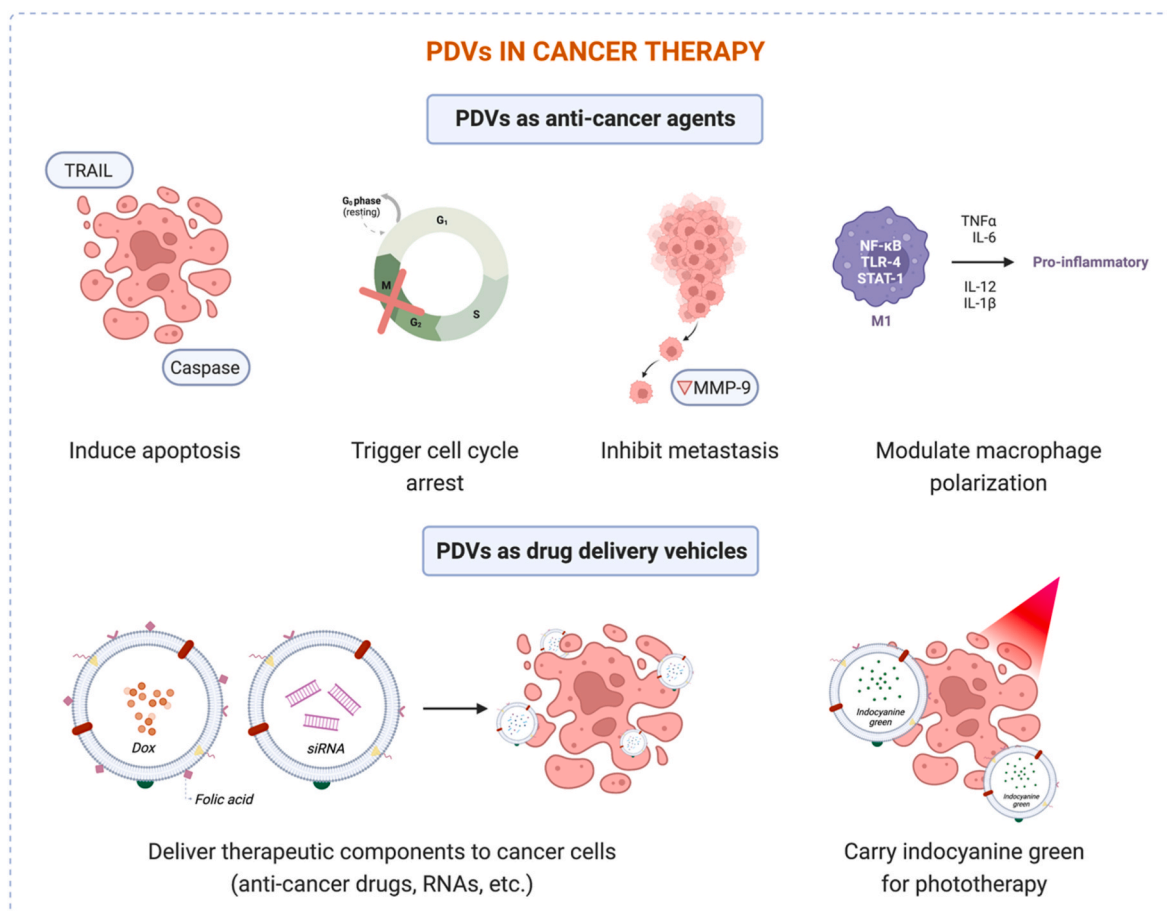 PDVs IN CANCER THERAPY
PDVs as anti-cancer agents
TRAIL
Caspase
Induce apoptosis
G₀ phase
(resting)
G₁
S
G₂
M
Trigger cell cycle
arrest
▽MMP-9
Inhibit metastasis
NF-κB
TLR-4
STAT-1
M1
TNFα
IL-6
IL-12
IL-1β
Pro-inflammatory
Modulate macrophage
polarization
PDVs as drug delivery vehicles
Dox
siRNA
Folic acid
Deliver therapeutic components to cancer cells
(anti-cancer drugs, RNAs, etc.)
Indocyanine
green
Indocyanine
green
Carry indocyanine green
for phototherapy